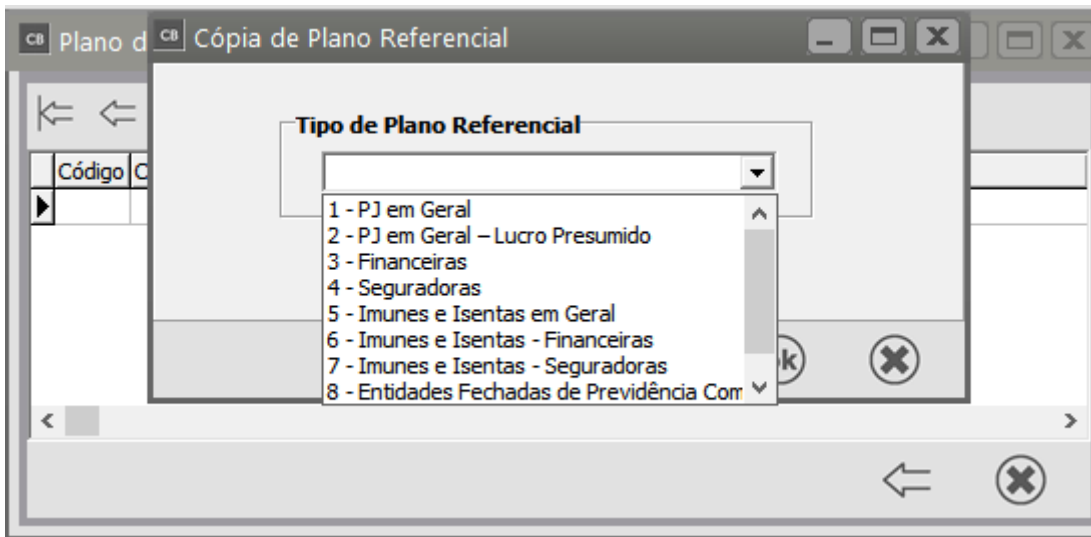 CB Plano d
CB Cópia de Plano Referencial
Tipo de Plano Referencial
Código C
1 - PJ em Geral
2 - PJ em Geral – Lucro Presumido
3 - Financeiras
4 - Seguradoras
5 - Imunes e Isentas em Geral
6 - Imunes e Isentas - Financeiras
7 - Imunes e Isentas - Seguradoras
8 - Entidades Fechadas de Previdência Com
k